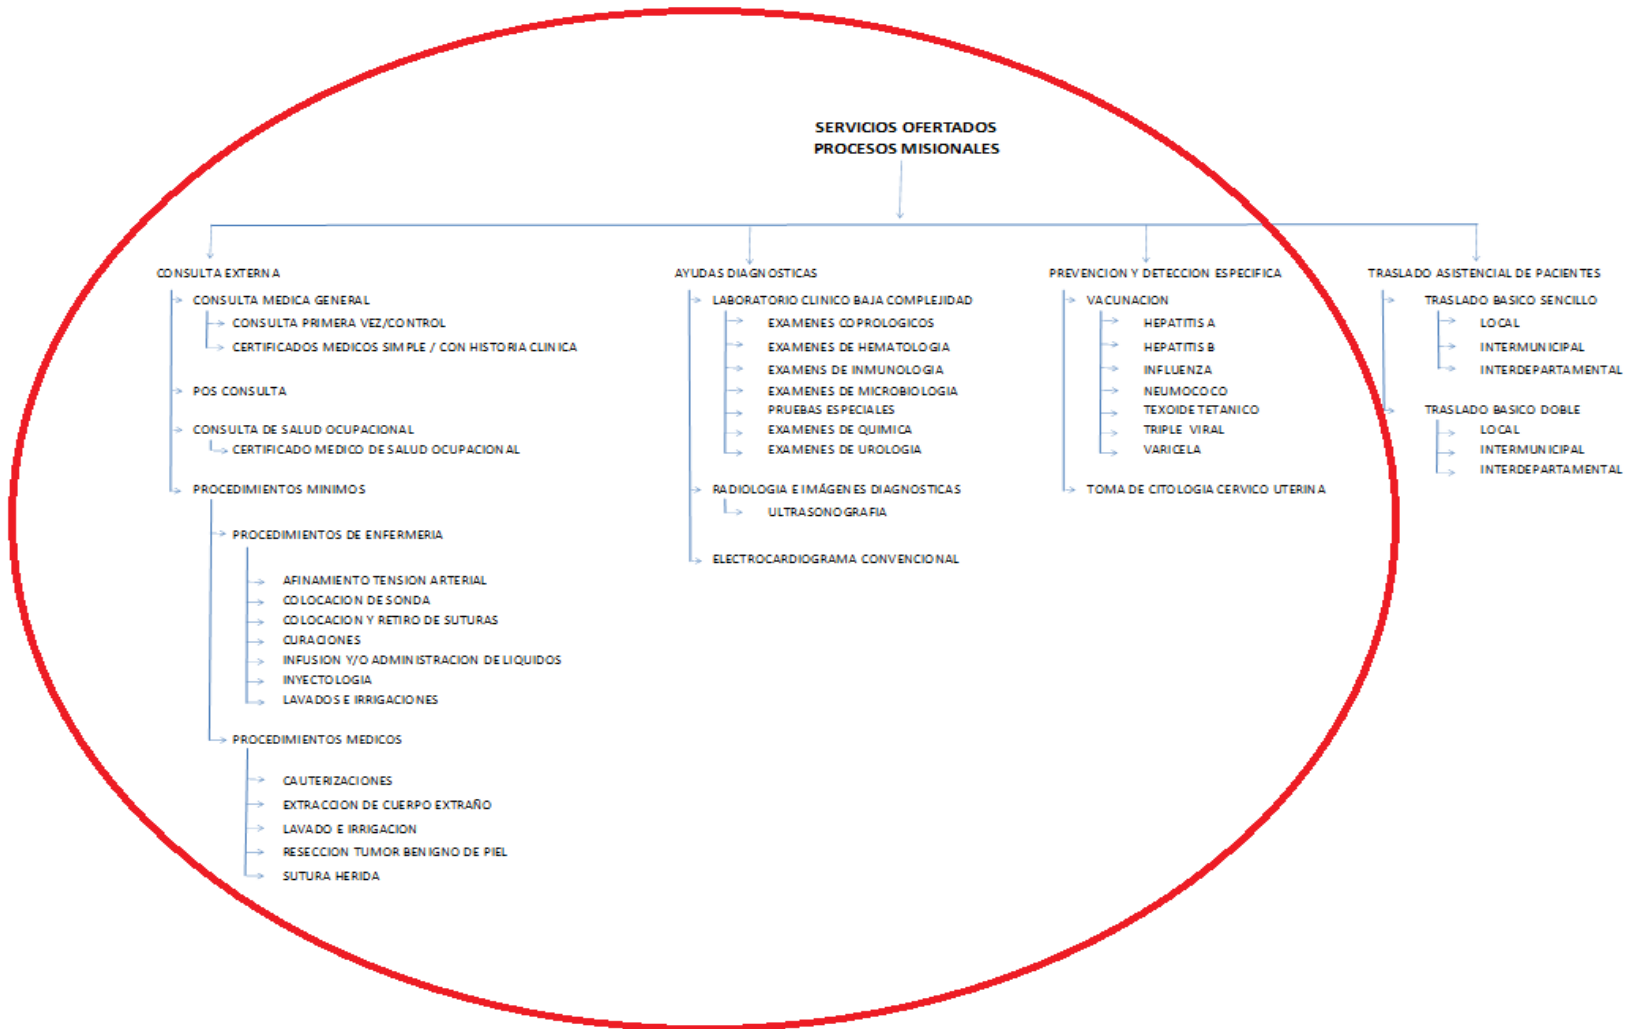 SERVICIOS OFERTADOS
PROCESOS MISIONALES
CONSULTA EXTERNA
CONSULTA MEDICA GENERAL
CONSULTA PRIMERA VEZ/CONTROL
CERTIFICADOS MEDICOS SIMPLE / CON HISTORIA CLINICA
POS CONSULTA
CONSULTA DE SALUD OCUPACIONAL
CERTIFICADO MEDICO DE SALUD OCUPACIONAL
PROCEDIMIENTOS MINIMOS
PROCEDIMIENTOS DE ENFERMERIA
AFINAMIENTO TENSION ARTERIAL
COLOCACION DE SONDA
COLOCACION Y RETIRO DE SUTURAS
CURACIONES
INFUSION Y/O ADMINISTRACION DE LIQUIDOS
INYECTOLOGIA
LAVADOS E IRRIGACIONES
PROCEDIMIENTOS MEDICOS
CAUTERIZACIONES
EXTRACCION DE CUERPO EXTRAÑO
LAVADO E IRRIGACION
RESECCION TUMOR BENIGNO DE PIEL
SUTURA HERIDA
AYUDAS DIAGNOSTICAS
LABORATORIO CLINICO BAJA COMPLEJIDAD
EXAMENES COPROLOGICOS
EXAMENES DE HEMATOLOGIA
EXAMENS DE INMUNOLOGIA
EXAMENES DE MICROBIOLOGIA
PRUEBAS ESPECIALES
EXAMENES DE QUIMICA
EXAMENES DE UROLOGIA
RADIOLOGIA E IMÁGENES DIAGNOSTICAS
ULTRASONOGRAFIA
ELECTROCARDIOGRAMA CONVENCIONAL
PREVENCION Y DETECCION ESPECIFICA
VACUNACION
HEPATITIS A
HEPATITIS B
INFLUENZA
NEUMOCOCO
TEXOIDE TETANICO
TRIPLE VIRAL
VARICELA
TOMA DE CITOLOGIA CERVICO UTERINA
TRASLADO ASISTENCIAL DE PACIENTES
TRASLADO BASICO SENCILLO
LOCAL
INTERMUNICIPAL
INTERDEPARTAMENTAL
TRASLADO BASICO DOBLE
LOCAL
INTERMUNICIPAL
INTERDEPARTAMENTAL